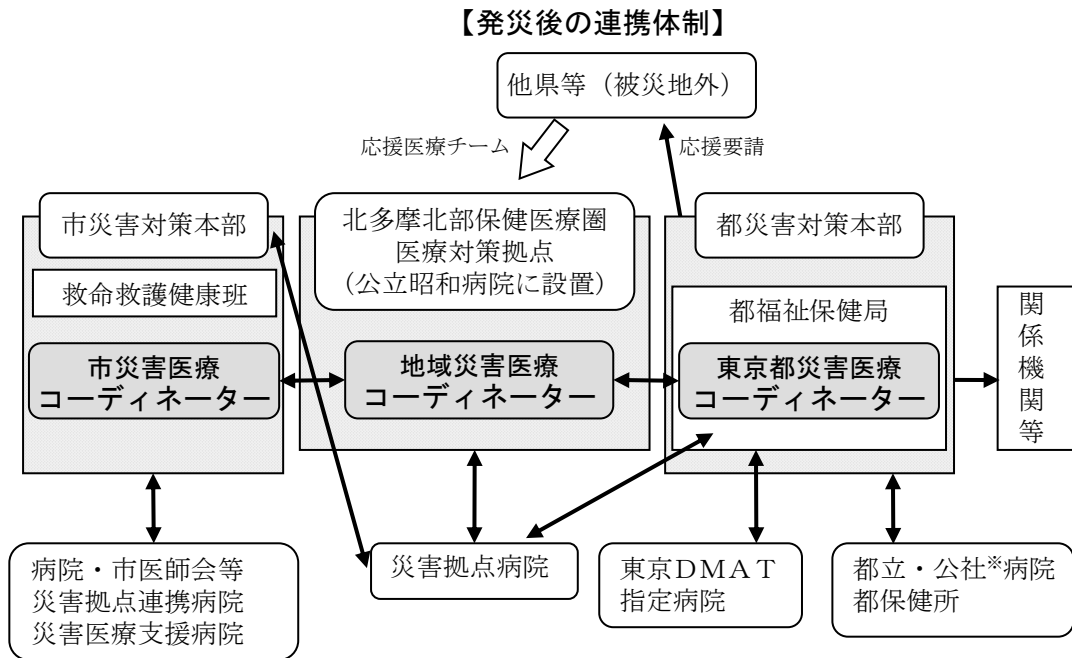 【発災後の連携体制】
他県等（被災地外）
応援医療チーム
応援要請
市災害対策本部
救命救護健康班
市災害医療
コーディネーター
北多摩北部保健医療圏
医療対策拠点
（公立昭和病院に設置）
地域災害医療
コーディネーター
都災害対策本部
都福祉保健局
東京都災害医療
コーディネーター
関係機関等
病院・市医師会等
災害拠点連携病院
災害医療支援病院
災害拠点病院
東京ＤＭＡＴ
指定病院
都立・公社※病院
都保健所